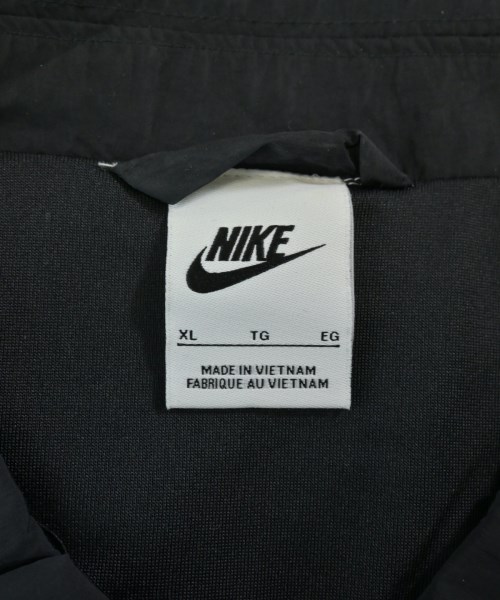 NIKE
XL TG EG
MADE IN VIETNAM
FABRIQUE AU VIETNAM